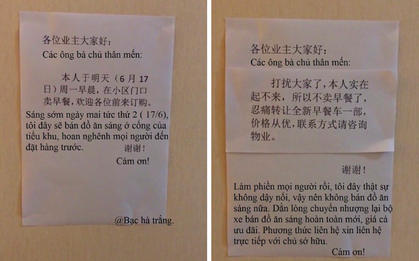 各位业主大家好:
Các ông bà chủ thân mến:
本人于明天（6 月 17
日）周一早晨，在小区门口
卖早餐，欢迎各位前来订购。
Sáng sớm ngày mai tức thứ 2 ( 17/6),
tôi đây sẽ bán đồ ăn sáng ở cổng của
tiểu khu, hoan nghênh mọi người đến
đặt hàng trước.
谢谢！
Cám ơn!
@Bạc hà trắng.
各位业主大家好:
Các ông bà chủ thân mến:
打扰大家了，本人实在
起不来，所以不卖早餐了，
忍痛转让全新早餐车一部，
价格从优，联系方式请咨询
物业。
谢谢！
Làm phiền mọi người rồi, tôi đây thật sự
không dậy nổi, vậy nên không bán đồ ăn
sáng nữa. Dằn lòng chuyển nhượng lại bộ
xe bán đồ ăn sáng hoàn toàn mới, giá cả
ưu đãi. Phương thức liên hệ xin liên hệ
trực tiếp với chủ sở hữu.
Cám ơn!